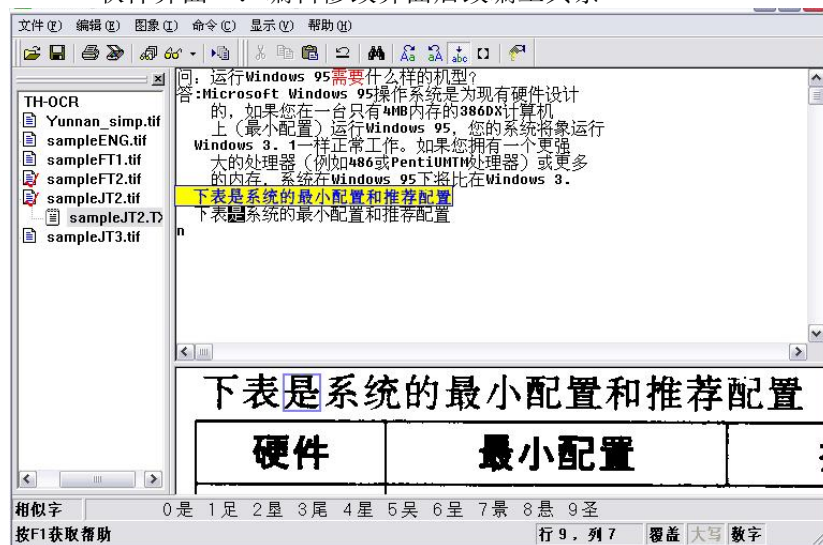 文件(F) 编辑(E) 图象(I) 命令(C) 显示(V) 帮助(H)
TH-OCR
Yunnan_simp.tif
sampleENG.tif
sampleFT1.tif
sampleFT2.tif
sampleJT2.tif
sampleJT2.T
sampleJT3.tif
问：运行Windows 95需要什么样的机型？
答:Microsoft Windows 95操作系统是为现有硬件设计
的，如果您在一台只有4MB内存的386DX计算机
上（最小配置）运行Windows 95，您的系统将象运行
Windows 3. 1一样正常工作。如果您拥有一个更强
大的处理器（例如486或PentiUMTM处理器）或更多
的内存，系统在Windows 95下将比在Windows 3.
下表是系统的最小配置和推荐配置
下表是系统的最小配置和推荐配置
n
下表是系统的最小配置和推荐配置
硬件 最小配置
相似字 0是 1足 2垦 3尾 4星 5吴 6呈 7景 8悬 9圣
按F1获取帮助 行9，列7 覆盖 大写 数字